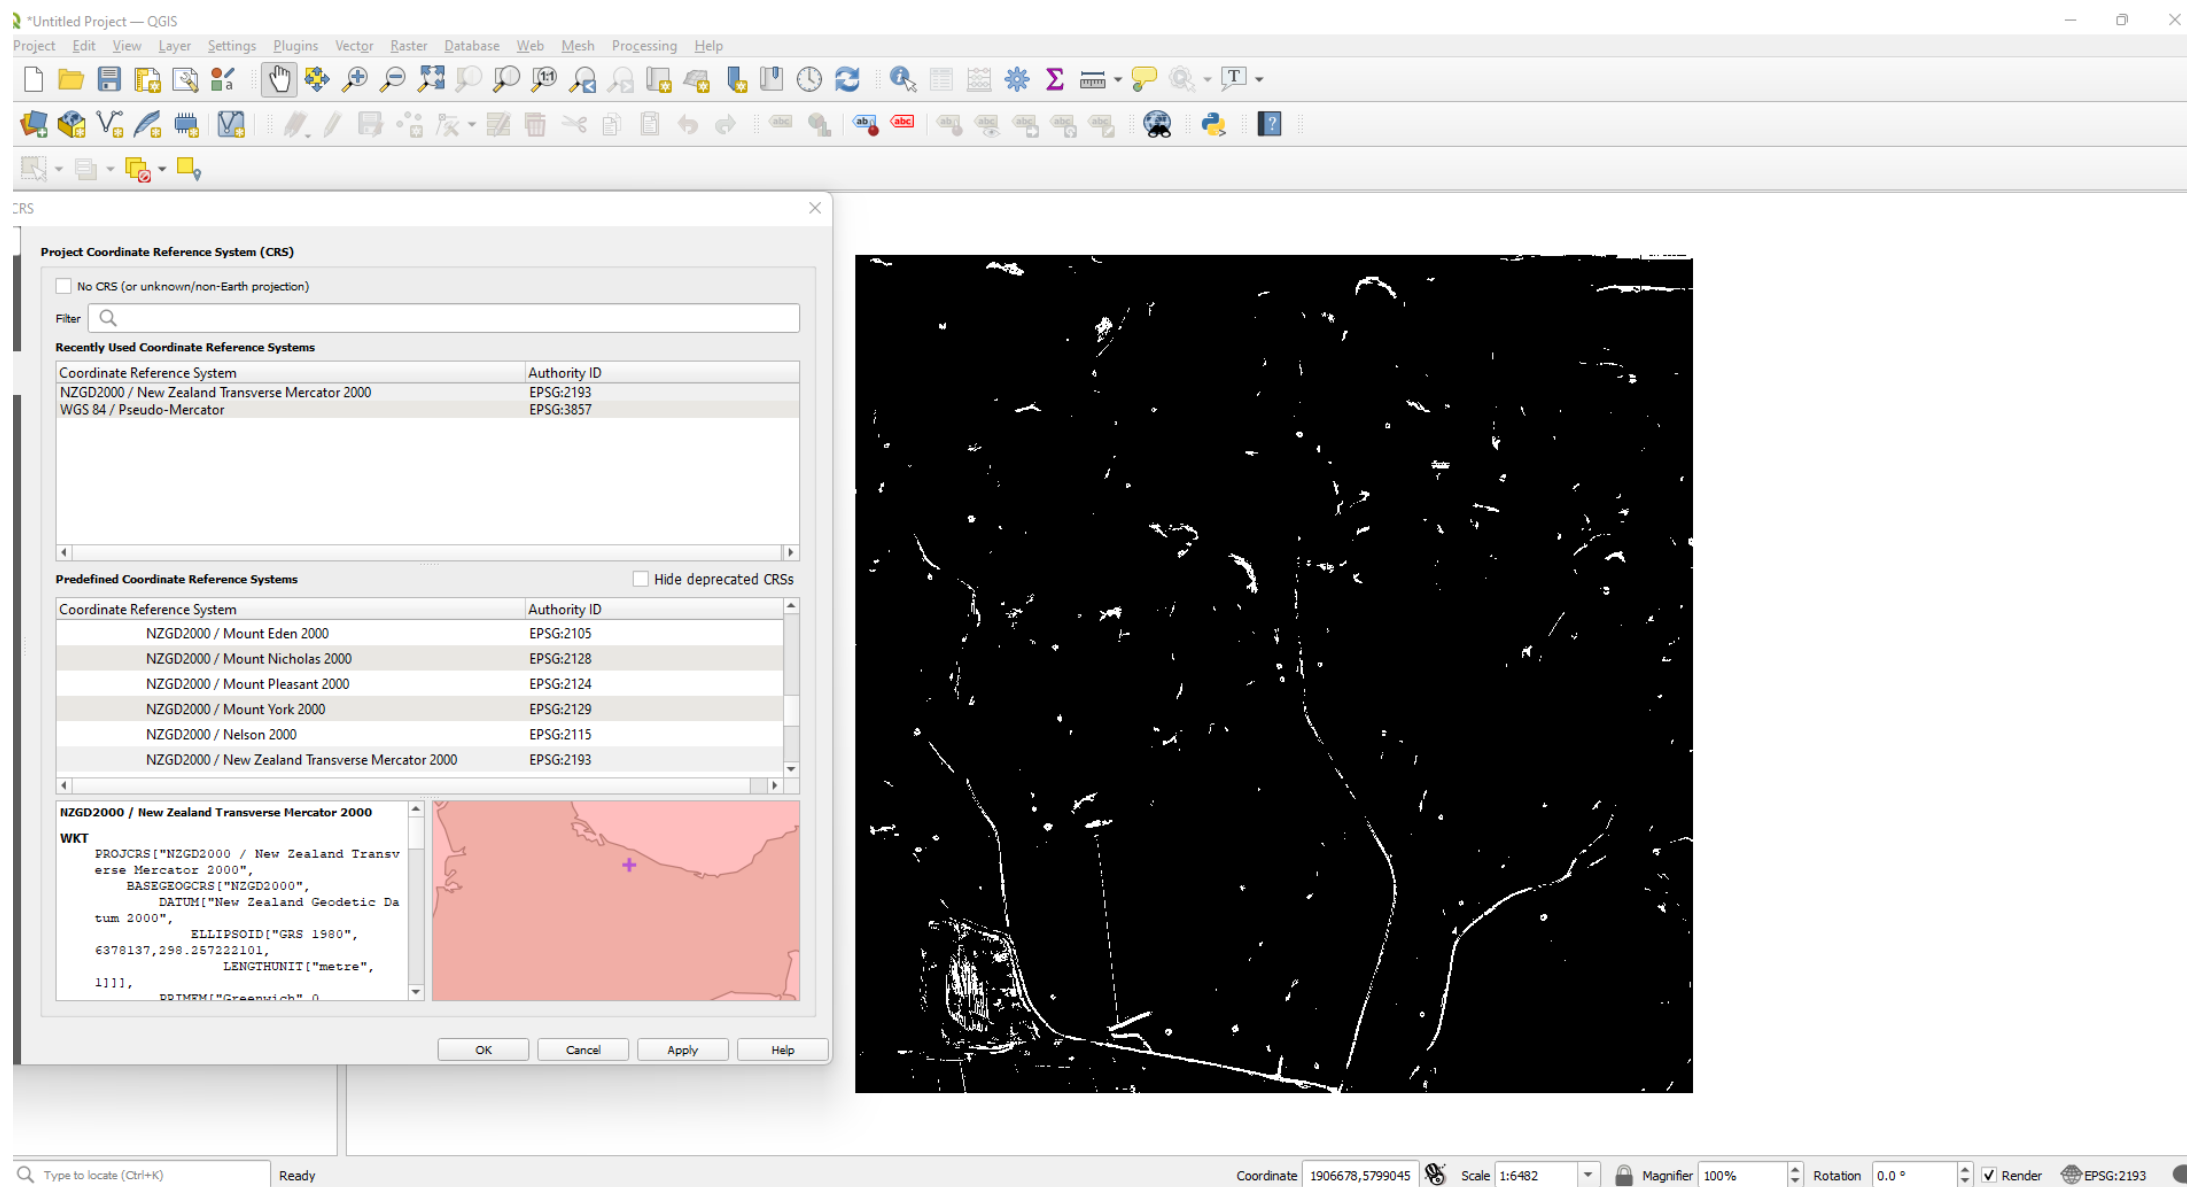 *Untitled Project — QGIS
Project Edit View Layer Settings Plugins Vector Raster Database Web Mesh Processing Help
CRS
Project Coordinate Reference System (CRS)
No CRS (or unknown/non-Earth projection)
Filter
Recently Used Coordinate Reference Systems
Coordinate Reference System Authority ID
NZGD2000 / New Zealand Transverse Mercator 2000 EPSG:2193
WGS 84 / Pseudo-Mercator EPSG:3857
Predefined Coordinate Reference Systems Hide deprecated CRSs
Coordinate Reference System Authority ID
NZGD2000 / Mount Eden 2000 EPSG:2105
NZGD2000 / Mount Nicholas 2000 EPSG:2128
NZGD2000 / Mount Pleasant 2000 EPSG:2124
NZGD2000 / Mount York 2000 EPSG:2129
NZGD2000 / Nelson 2000 EPSG:2115
NZGD2000 / New Zealand Transverse Mercator 2000 EPSG:2193
NZGD2000 / New Zealand Transverse Mercator 2000
WKT
PROJCRS["NZGD2000 / New Zealand Transv
erse Mercator 2000",
BASEGEOGCRS["NZGD2000",
DATUM["New Zealand Geodetic Da
tum 2000",
ELLIPSOID["GRS 1980",
6378137,298.257222101,
LENGTHUNIT["metre",
1]]],
PRIMEM["Greenwich",0
OK Cancel Apply Help
Type to locate (Ctrl+K) Ready Coordinate 1906678,5799045 Scale 1:6482 Magnifier 100% Rotation 0.0 ° Render EPSG:2193